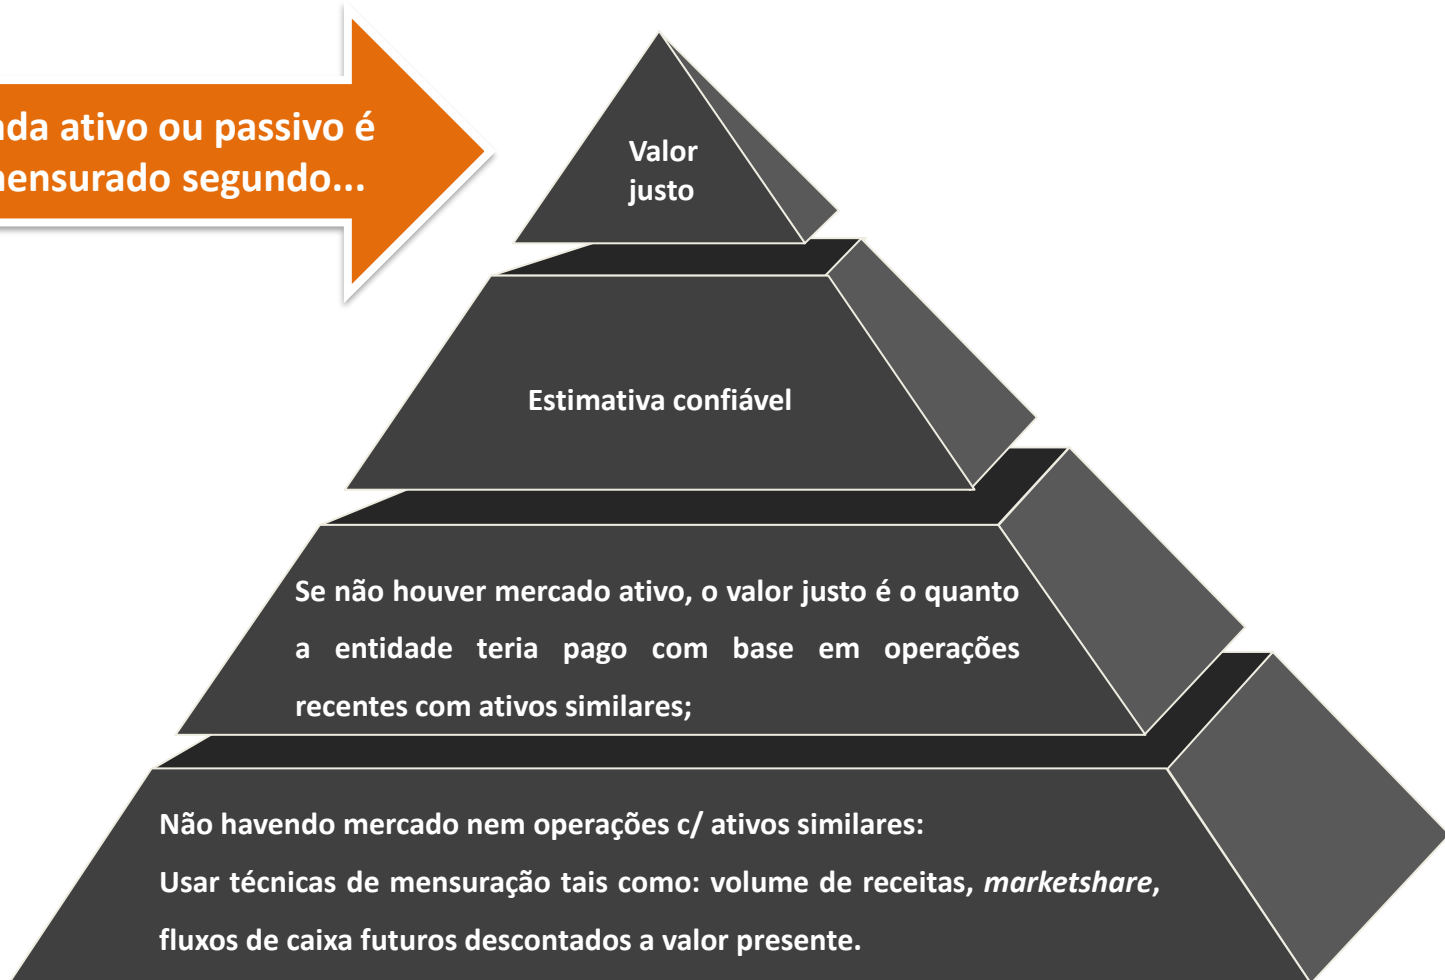 ada ativo ou passivo é
mensurado segundo...
Valor
justo
Estimativa confiável
Se não houver mercado ativo, o valor justo é o quanto
a entidade teria pago com base em operações
recentes com ativos similares;
Não havendo mercado nem operações c/ ativos similares:
Usar técnicas de mensuração tais como: volume de receitas, marketshare,
fluxos de caixa futuros descontados a valor presente.